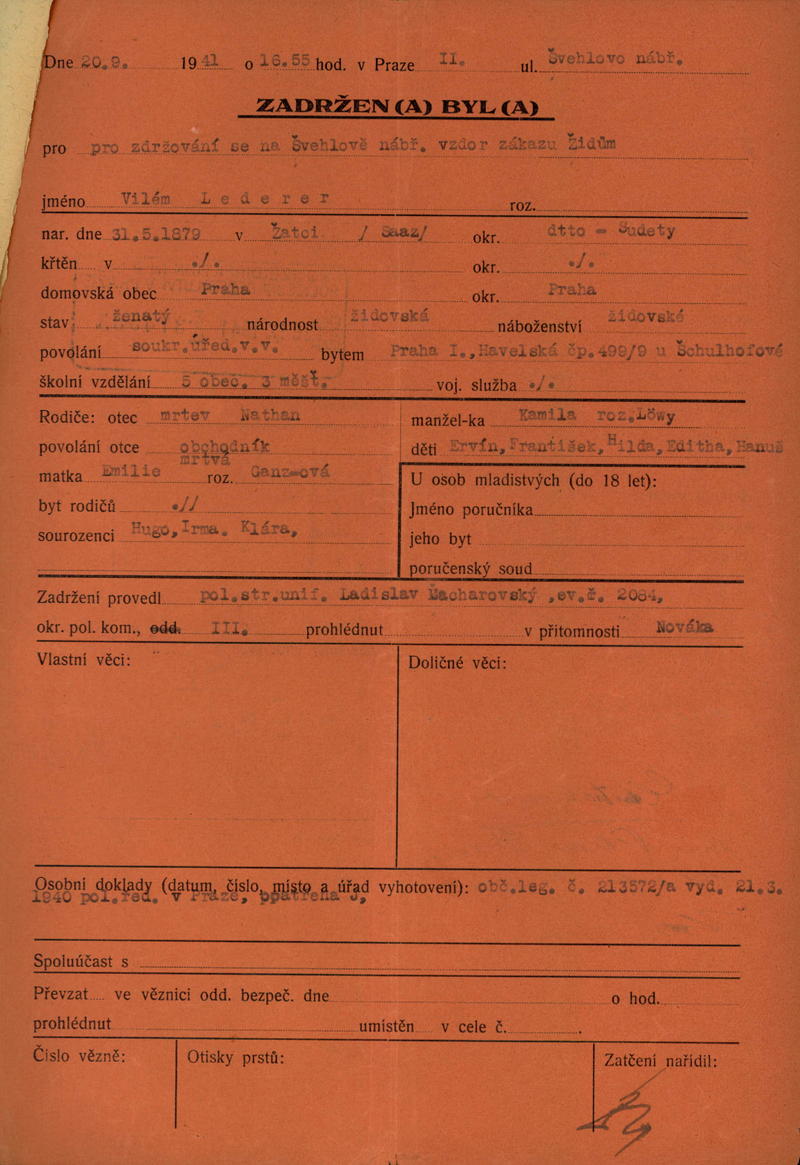 Dne 20.9. 1941 o 16.55 hod. v Praze II. ul. Švehlovo nábř.
ZADRŽEN(A) BYL(A)
pro pro zdržování se na Švehlově nábř. vzdor zákazu Židům
jméno Vilém Lederer roz.
nar. dne 31.5.1879 v Žatci /Saaz/ okr. dtto - Sudety
křtěn v ./. okr. ./.
domovská obec Praha okr. Praha
stav: ženatý národnost židovská náboženství židovské
povolání soukr.úřed.v.v. bytem Praha I.,Havelská čp.499/9 u Schulhofové
školní vzdělání 5 obec. 3 měšť. voj. služba ./.
Rodiče: otec mrtev Nathan
povolání otce obchodník
mrtvá
matka Emilie roz. Ganzová
byt rodičů .//
sourozenci Hugo,Irma. Klára,
manžel-ka Kamila roz.Löwy
děti Ervín,František,Hilda,Editha,Hanuš
U osob mladistvých (do 18 let):
Jméno poručníka
jeho byt
poručenský soud
Zadržení provedl pol.str.unif. Ladislav ,ev.č. 2084,
okr. pol. kom., odd. III. prohlédnut v přítomnosti Nováka
Vlastní věci:
Doličné věci:
Osobní doklady (datum, číslo, místo a úřad vyhotovení): obč.leg. č. 213572/a vyd. 21.3.
1940 pol.řed. v Praze, opatřena J,
Spoluúčast s
Převzat ve věznici odd. bezpeč. dne o hod.
prohlédnut umístěn v cele č.
Číslo vězně:
Otisky prstů:
Zatčení nařídil: